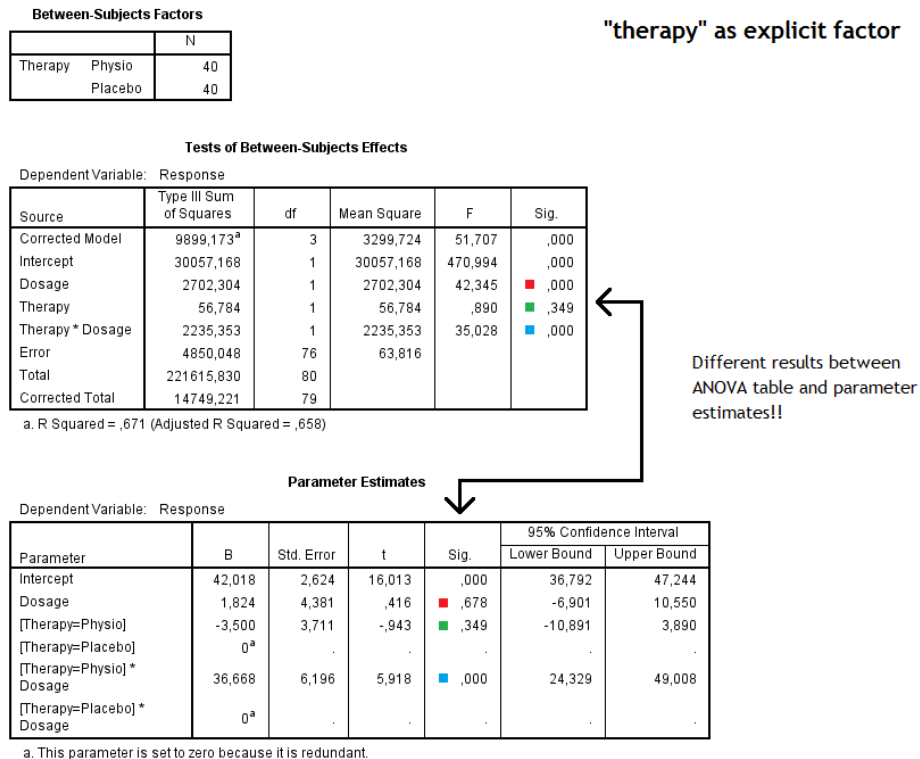 Between-Subjects Factors
"therapy" as explicit factor
N
Therapy Physio 40
Placebo 40
Tests of Between-Subjects Effects
Dependent Variable: Response
Source Type III Sum of Squares df Mean Square F Sig.
Corrected Model 9899,173a 3 3299,724 51,707 ,000
Intercept 30057,168 1 30057,168 470,994 ,000
Dosage 2702,304 1 2702,304 42,345 ,000
Therapy 56,784 1 56,784 ,890 ,349
Therapy * Dosage 2235,353 1 2235,353 35,028 ,000
Error 4850,048 76 63,816
Total 221615,830 80
Corrected Total 14749,221 79
a. R Squared = ,671 (Adjusted R Squared = ,658)
Different results between
ANOVA table and parameter
estimates!!
Parameter Estimates
Dependent Variable: Response
95% Confidence Interval
Parameter B Std. Error t Sig. Lower Bound Upper Bound
Intercept 42,018 2,624 16,013 ,000 36,792 47,244
Dosage 1,824 4,381 ,416 ,678 -6,901 10,550
[Therapy=Physio] -3,500 3,711 -,943 ,349 -10,891 3,890
[Therapy=Placebo] 0a . . . . .
[Therapy=Physio] *
Dosage 36,668 6,196 5,918 ,000 24,329 49,008
[Therapy=Placebo] *
Dosage 0a . . . . .
a. This parameter is set to zero because it is redundant.